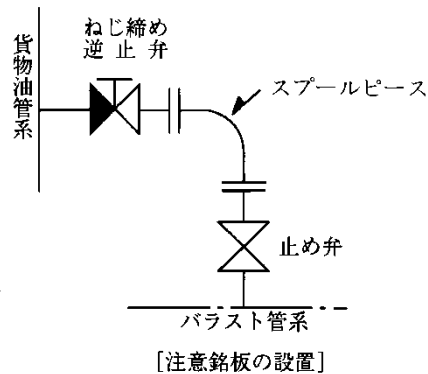 貨物油管系
ねじ締め
逆止弁
スプールピース
止め弁
バラスト管系
[注意銘板の設置]